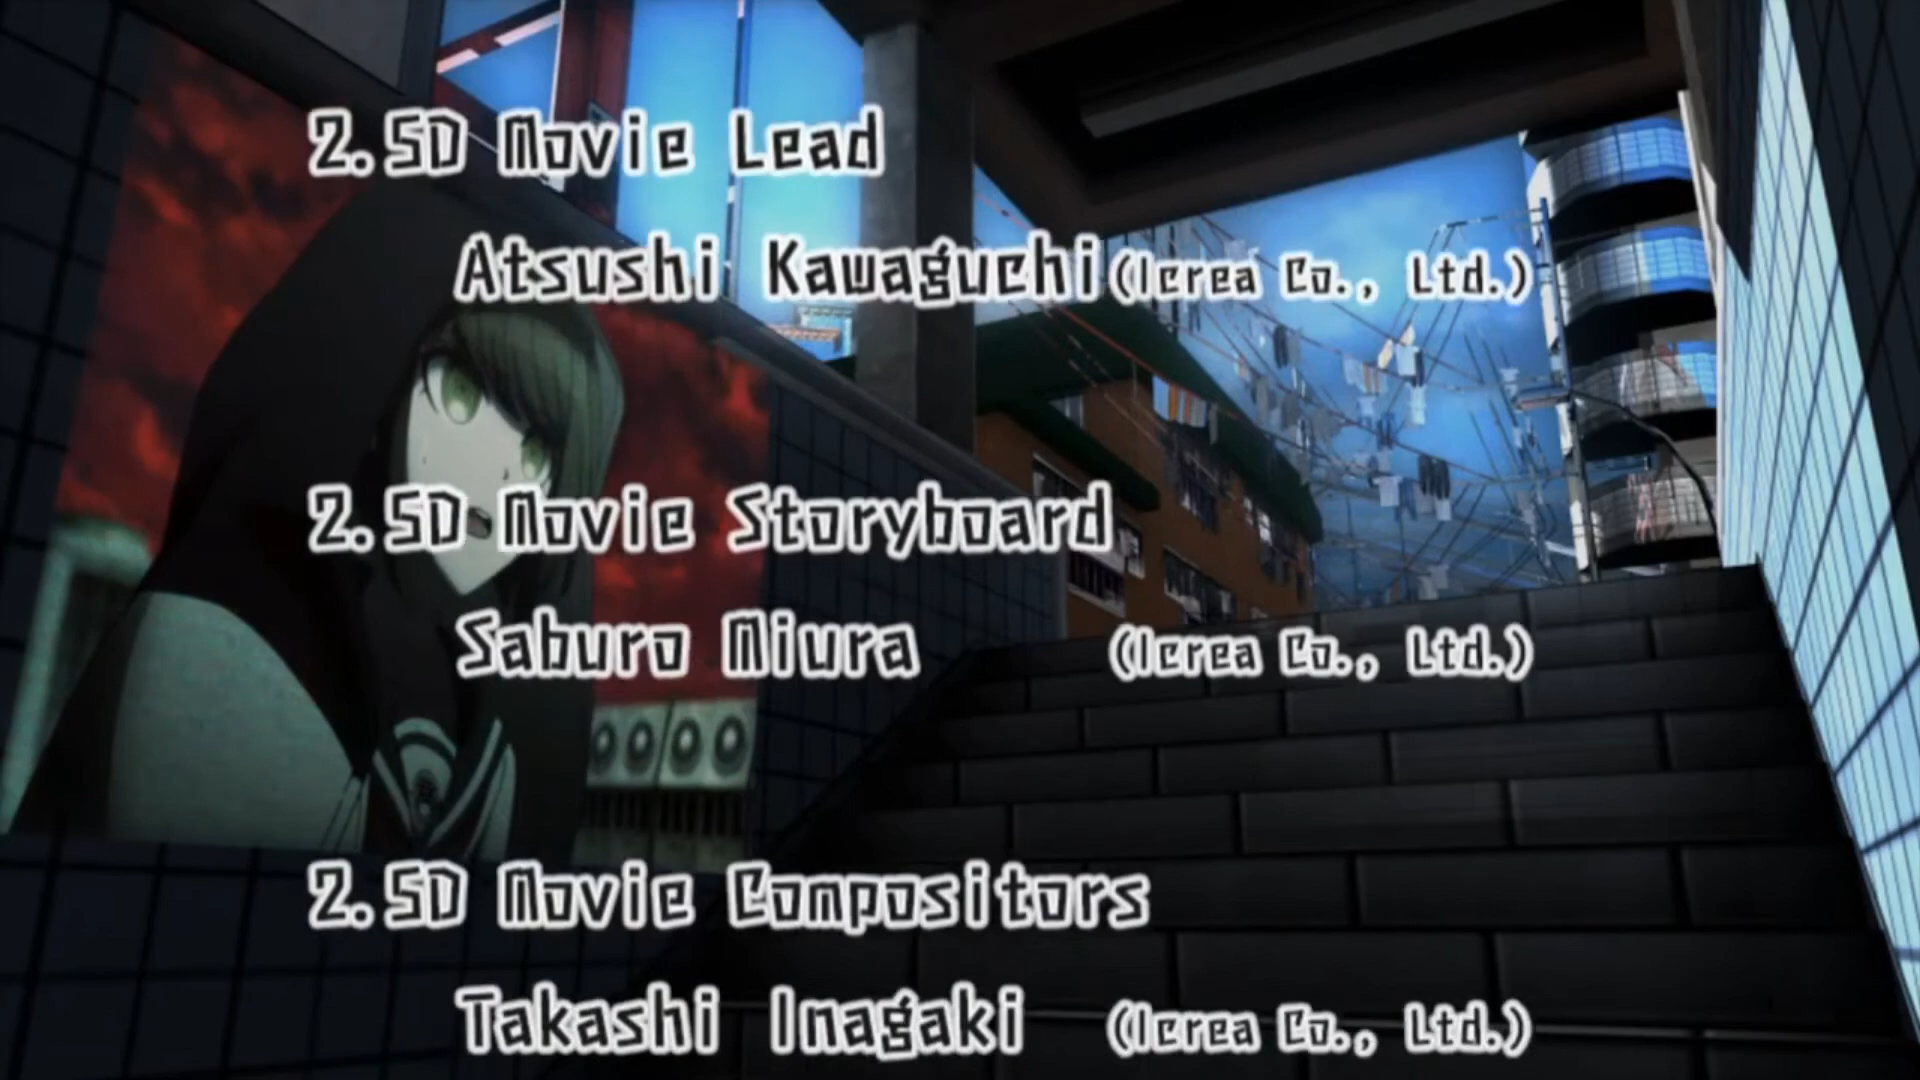 2.5D Movie Lead
Atsushi Kawaguchi (Icrea Co., Ltd.)
2.5D Movie Storyboard
Saburo Miura (Icrea Co., Ltd.)
2.5D Movie Compositors
Takashi Inagaki (Icrea Co., Ltd.)